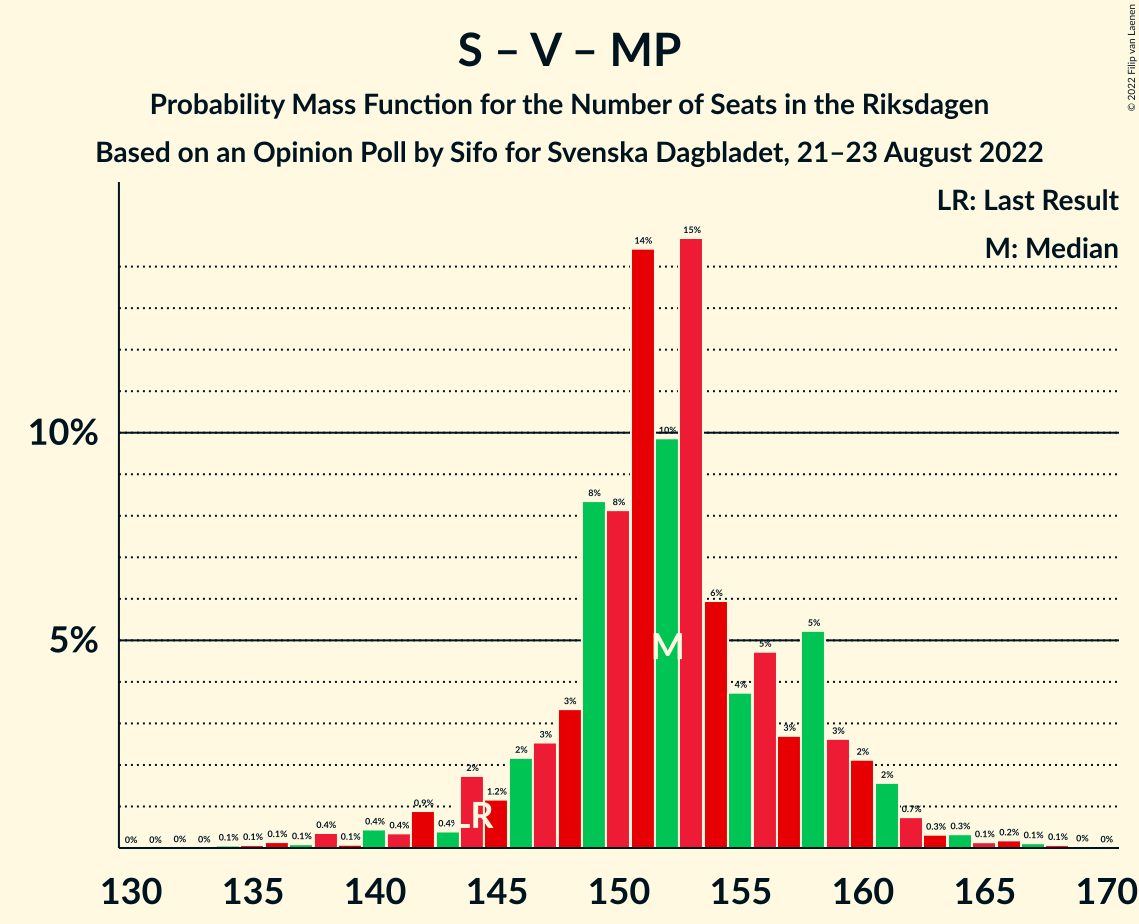 S – V – MP
Probability Mass Function for the Number of Seats in the Riksdagen
Based on an Opinion Poll by Sifo for Svenska Dagbladet, 21–23 August 2022
© 2022 Filip van Laenen
LR: Last Result
M: Median
10%
5%
0% 0% 0% 0% 0.1% 0.1% 0.1% 0.1% 0.4% 0.1% 0.4% 0.4% 0.9% 0.4% 2% 1.2% 2% 3% 3% 8% 8% 14% 10% 15% 6% 4% 5% 3% 5% 3% 2% 2% 0.7% 0.3% 0.3% 0.1% 0.2% 0.1% 0.1% 0% 0%
LR
M
130 135 140 145 150 155 160 165 170